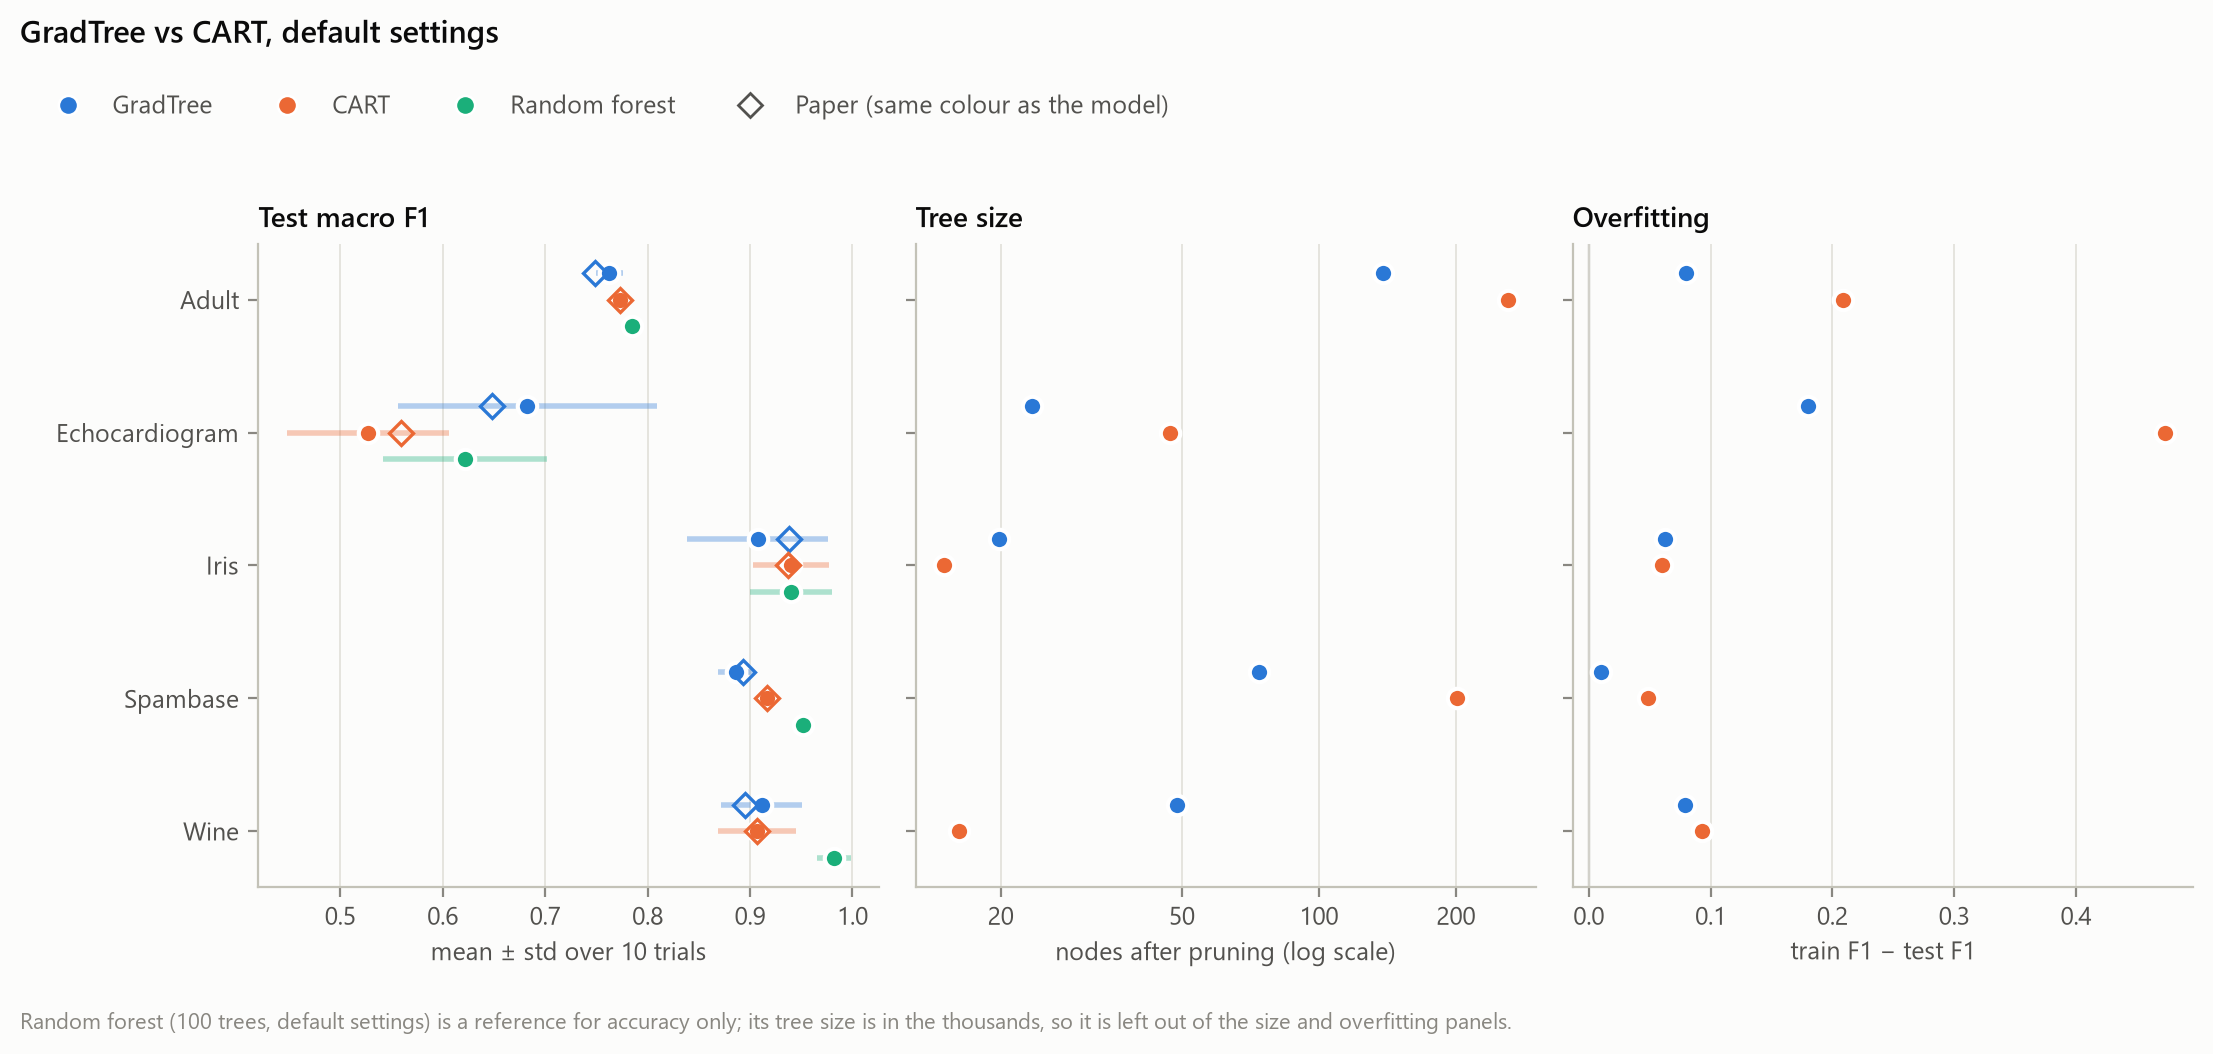 GradTree vs CART, default settings
GradTree CART Random forest Paper (same colour as the model)
Test macro F1
Adult
Echocardiogram
Iris
Spambase
Wine
0.5 0.6 0.7 0.8 0.9 1.0
mean ± std over 10 trials
Tree size
20 50 100 200
nodes after pruning (log scale)
Overfitting
0.0 0.1 0.2 0.3 0.4
train F1 − test F1
Random forest (100 trees, default settings) is a reference for accuracy only; its tree size is in the thousands, so it is left out of the size and overfitting panels.